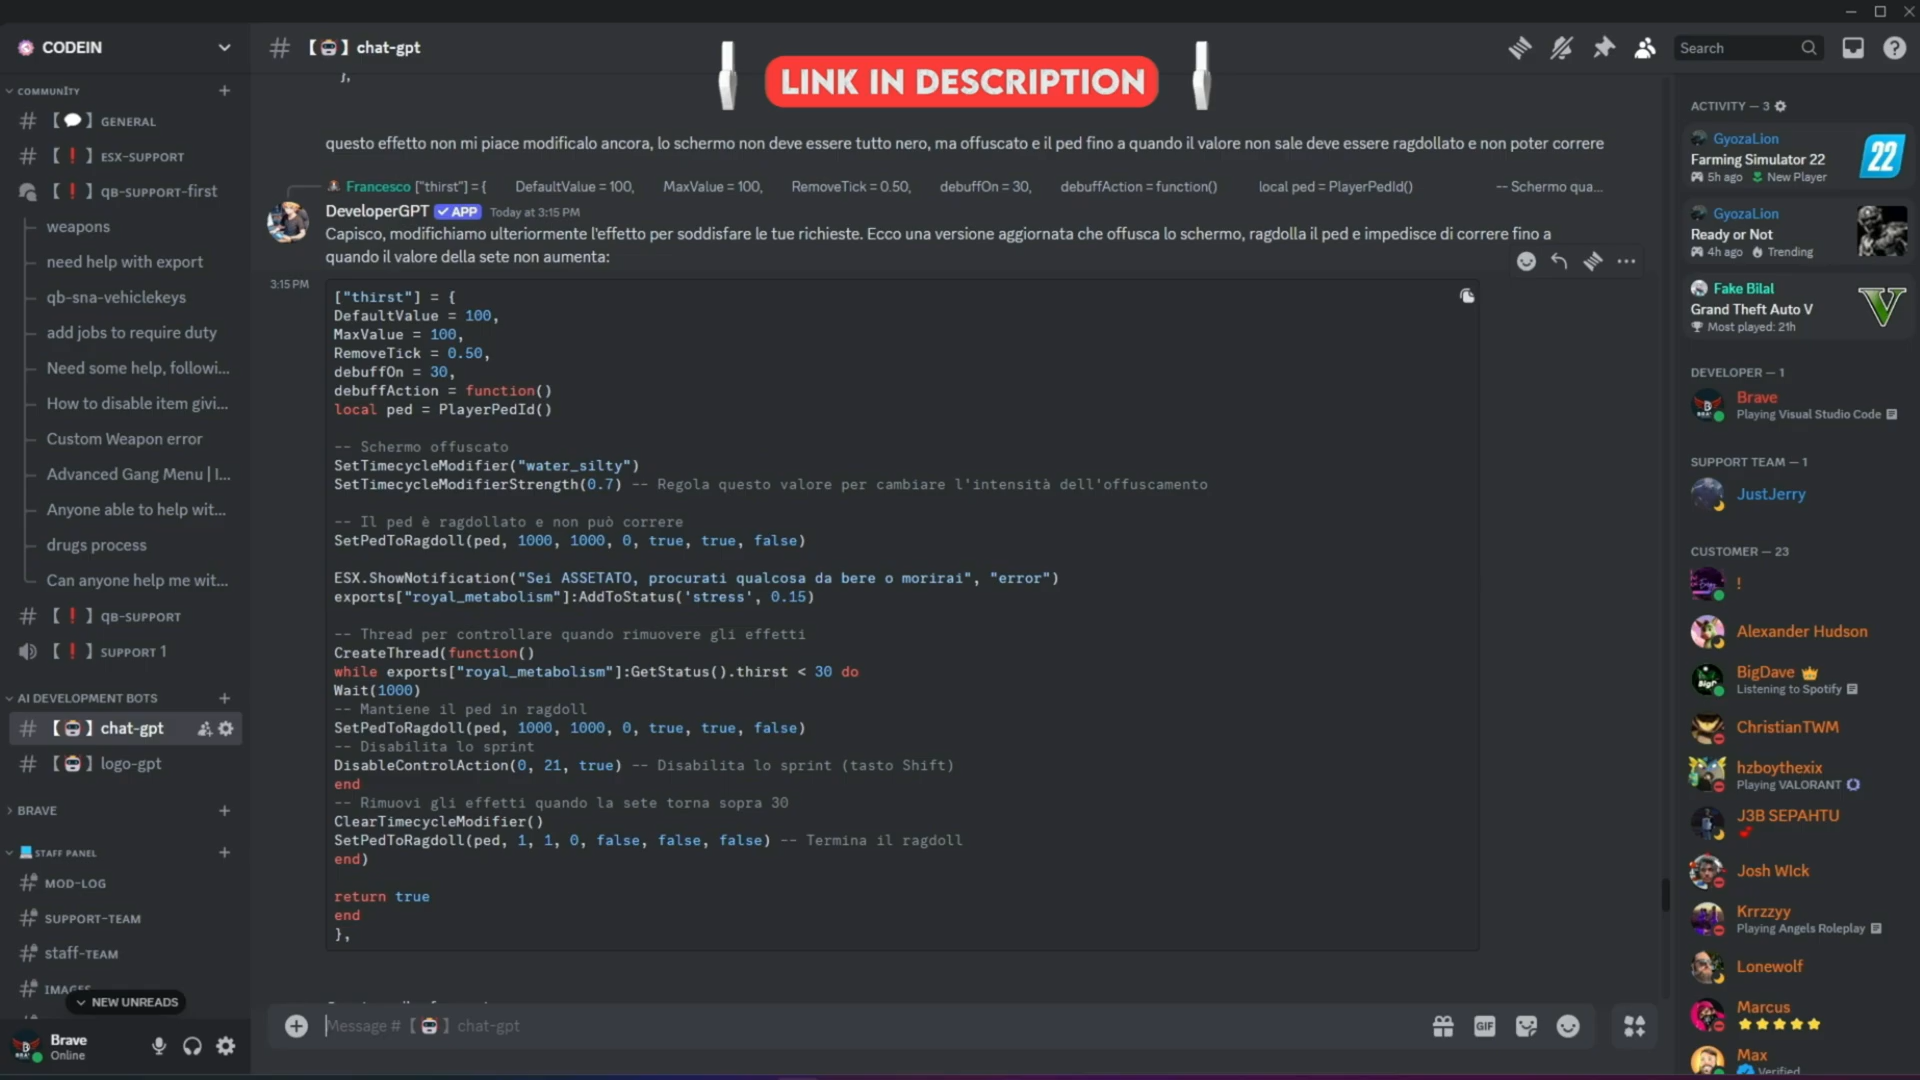 CODEIN
COMMUNİTY
【💬】GENERAL
【❗】ESX-SUPPORT
【❗】QB-SUPPORT-first
weapons
need help with export
qb-sna-vehiclekeys
add jobs to require duty
Need some help, followi...
How to disable item givi...
Custom Weapon error
Advanced Gang Menu | I...
Anyone able to help wit...
drugs process
Can anyone help me wit...
【❗】QB-SUPPORT
【❗】SUPPORT 1
AI DEVELOPMENT BOTS
【🤖】chat-gpt
【🤖】logo-gpt
BRAVE
STAFF PANEL
MOD-LOG
SUPPORT-TEAM
staff-TEAM
IMAGES
NEW UNREADS
Brave
Online
【🤖】chat-gpt
LINK IN DESCRIPTION
Search
},
questo effetto non mi piace modificalo ancora, lo schermo non deve essere tutto nero, ma offuscato e il ped fino a quando il valore non sale deve essere ragdollato e non poter correre
Francesco ["thirst"] = { DefaultValue = 100, MaxValue = 100, RemoveTick = 0.50, debuffOn = 30, debuffAction = function() local ped = PlayerPedId() -- Schermo qua...
DeveloperGPT ✓ APP Today at 3:15 PM
Capisco, modifichiamo ulteriormente l'effetto per soddisfare le tue richieste. Ecco una versione aggiornata che offusca lo schermo, ragdolla il ped e impedisce di correre fino a
quando il valore della sete non aumenta:
3:15 PM
["thirst"] = {
DefaultValue = 100,
MaxValue = 100,
RemoveTick = 0.50,
debuffOn = 30,
debuffAction = function()
local ped = PlayerPedId()
-- Schermo offuscato
SetTimecycleModifier("water_silty")
SetTimecycleModifierStrength(0.7) -- Regola questo valore per cambiare l'intensità dell'offuscamento
-- Il ped è ragdollato e non può correre
SetPedToRagdoll(ped, 1000, 1000, 0, true, true, false)
ESX.ShowNotification("Sei ASSETATO, procurati qualcosa da bere o morirai", "error")
exports["royal_metabolism"]:AddToStatus('stress', 0.15)
-- Thread per controllare quando rimuovere gli effetti
CreateThread(function()
while exports["royal_metabolism"]:GetStatus().thirst < 30 do
Wait(1000)
-- Mantiene il ped in ragdoll
SetPedToRagdoll(ped, 1000, 1000, 0, true, true, false)
-- Disabilita lo sprint
DisableControlAction(0, 21, true) -- Disabilita lo sprint (tasto Shift)
end
-- Rimuovi gli effetti quando la sete torna sopra 30
ClearTimecycleModifier()
SetPedToRagdoll(ped, 1, 1, 0, false, false, false) -- Termina il ragdoll
end)
return true
end
},
Message #【🤖】chat-gpt
GIF
ACTIVITY — 3
GyozaLion
Farming Simulator 22
5h ago New Player
22
GyozaLion
Ready or Not
4h ago Trending
Fake Bilal
Grand Theft Auto V
Most played: 21h
V
DEVELOPER — 1
Brave
Playing Visual Studio Code
SUPPORT TEAM — 1
JustJerry
CUSTOMER — 23
!
Alexander Hudson
BigDave
Listening to Spotify
ChristianTWM
hzboythexix
Playing VALORANT
J3B SEPAHTU
Josh WIck
Krrzzyy
Playing Angels Roleplay
Lonewolf
Marcus
Max
Verified